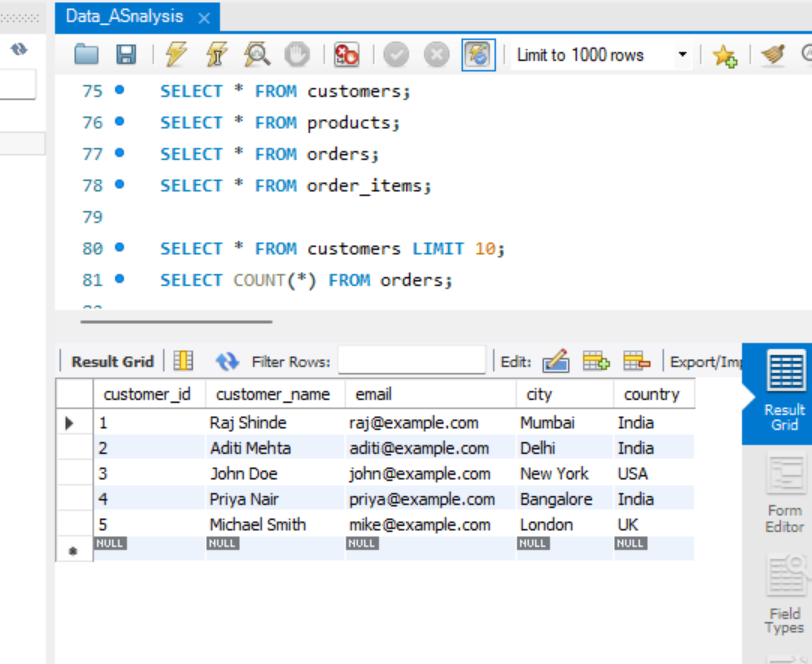 Data_ASnalysis
Limit to 1000 rows
75 SELECT * FROM customers;
76 SELECT * FROM products;
77 SELECT * FROM orders;
78 SELECT * FROM order_items;
79
80 SELECT * FROM customers LIMIT 10;
81 SELECT COUNT(*) FROM orders;
Result Grid Filter Rows: Edit: Export/Imp
customer_id customer_name email city country
1 Raj Shinde raj@example.com Mumbai India
2 Aditi Mehta aditi@example.com Delhi India
3 John Doe john@example.com New York USA
4 Priya Nair priya@example.com Bangalore India
5 Michael Smith mike@example.com London UK
NULL NULL NULL NULL NULL
Result
Grid
Form
Editor
Field
Types